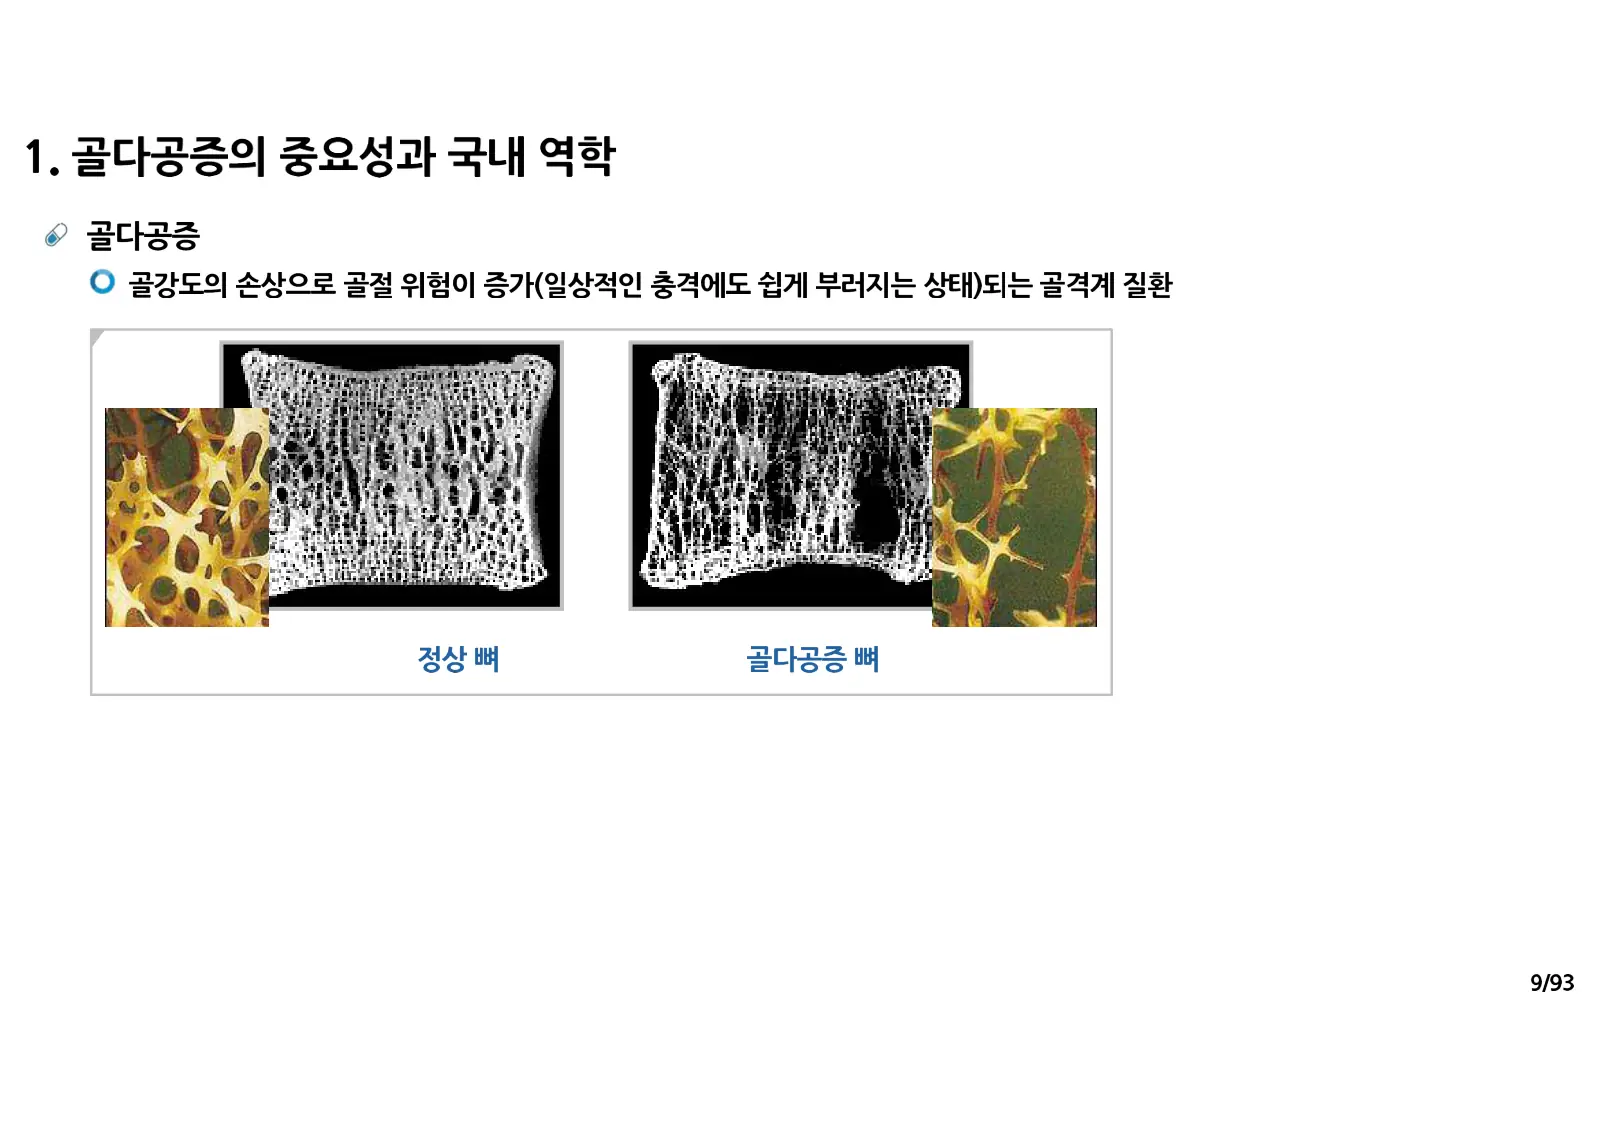 1. 골다공증의 중요성과 국내 역학
골다공증
골강도의 손상으로 골절 위험이 증가(일상적인 충격에도 쉽게 부러지는 상태)되는 골격계 질환
정상 뼈
골다공증 뼈
9/93